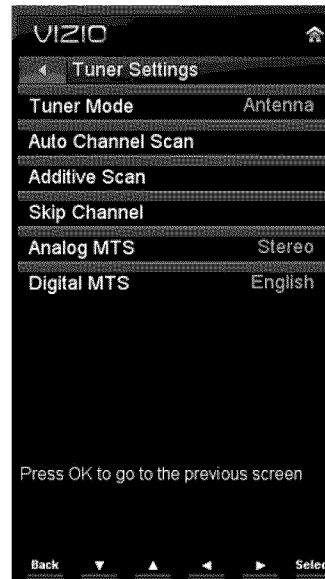 VIZIO
Tuner Settings
Tuner Mode Antenna
Auto Channel Scan
Additive Scan
Skip Channel
Analog MTS Stereo
Digital MTS English
Press OK to go to the previous screen
Back Selec